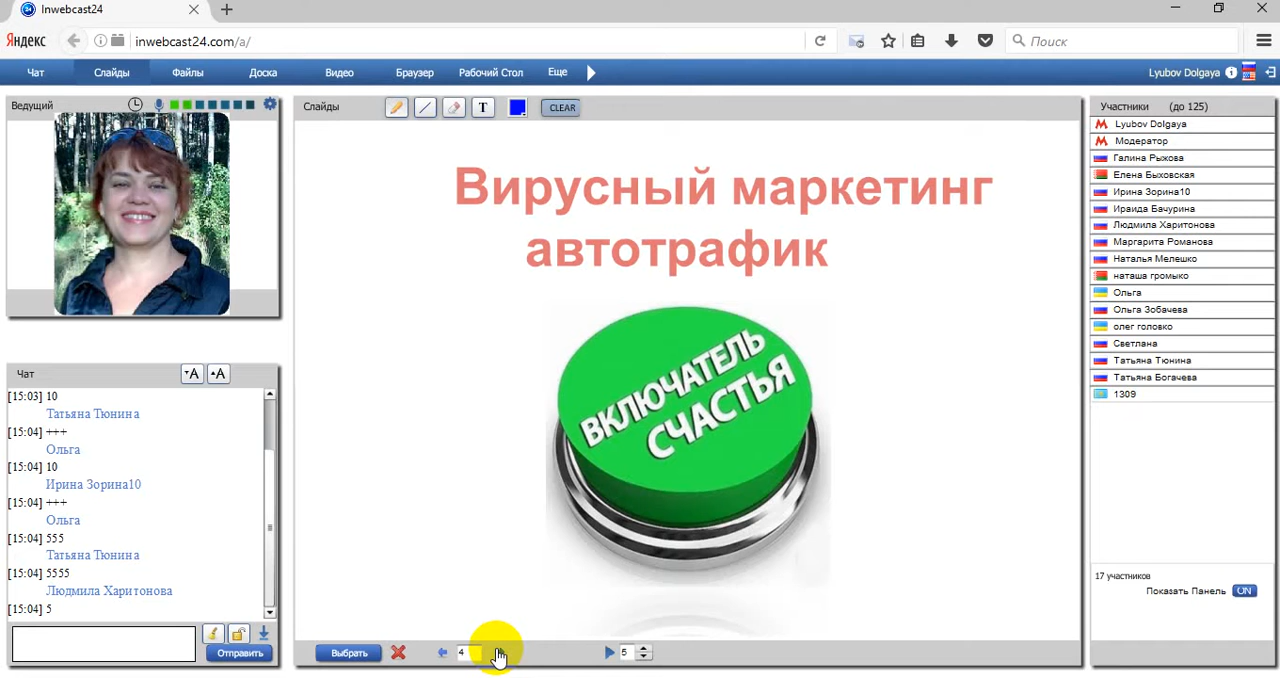 Inwebcast24
Яндекс
inwebcast24.com/a/
Поиск
Чат
Слайды
Файлы
Доска
Видео
Браузер
Рабочий Стол
Еще
Lyubov Dolgaya
Ведущий
Слайды
T
CLEAR
Участники (до 125)
Lyubov Dolgaya
Модератор
Галина Рыхова
Елена Быховская
Ирина Зорина10
Ираида Бачурина
Людмила Харитонова
Маргарита Романова
Наталья Мелешко
наташа громыко
Ольга
Ольга Зобачева
олег головко
Светлана
Татьяна Тюнина
Татьяна Богачева
1309
17 участников
Показать Панель ON
Вирусный маркетинг
автотрафик
ВКЛЮЧАТЕЛЬ
СЧАСТЬЯ
Чат
A
A
[15:03] 10
Татьяна Тюнина
[15:04] +++
Ольга
[15:04] 10
Ирина Зорина10
[15:04] +++
Ольга
[15:04] 555
Татьяна Тюнина
[15:04] 5555
Людмила Харитонова
[15:04] 5
Отправить
Выбрать
4
5